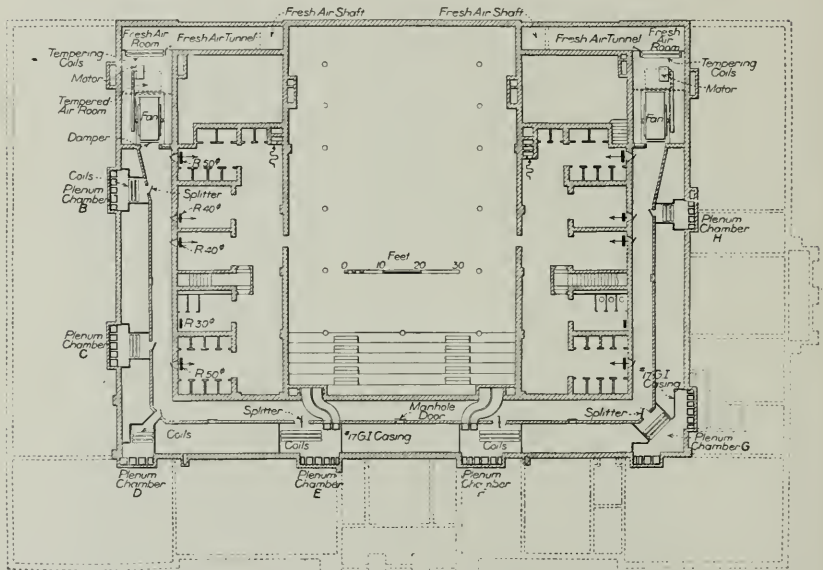 Fresh Air Shaft
Fresh Air Shaft
Fresh Air
Room
Fresh Air Tunnel
Fresh Air Tunnel
Fresh
Air
Room
Tempering
Coils
Motor
Tempered
Air Room
Fan
Damper
Tempering
Coils
Motor
Fan
Coils
Plenum
Chamber
B
Splitter
R 50#
R 40#
R 40#
R 30#
R 50#
Feet
0 10 20 30
Plenum
Chamber
H
Plenum
Chamber
C
#17 G I
Casing
Splitter
Manhole
Door
Splitter
Coils
Coils
#17 G I Casing
Coils
Plenum
Chamber G
Plenum
Chamber
D
Plenum
Chamber
E
Plenum
Chamber